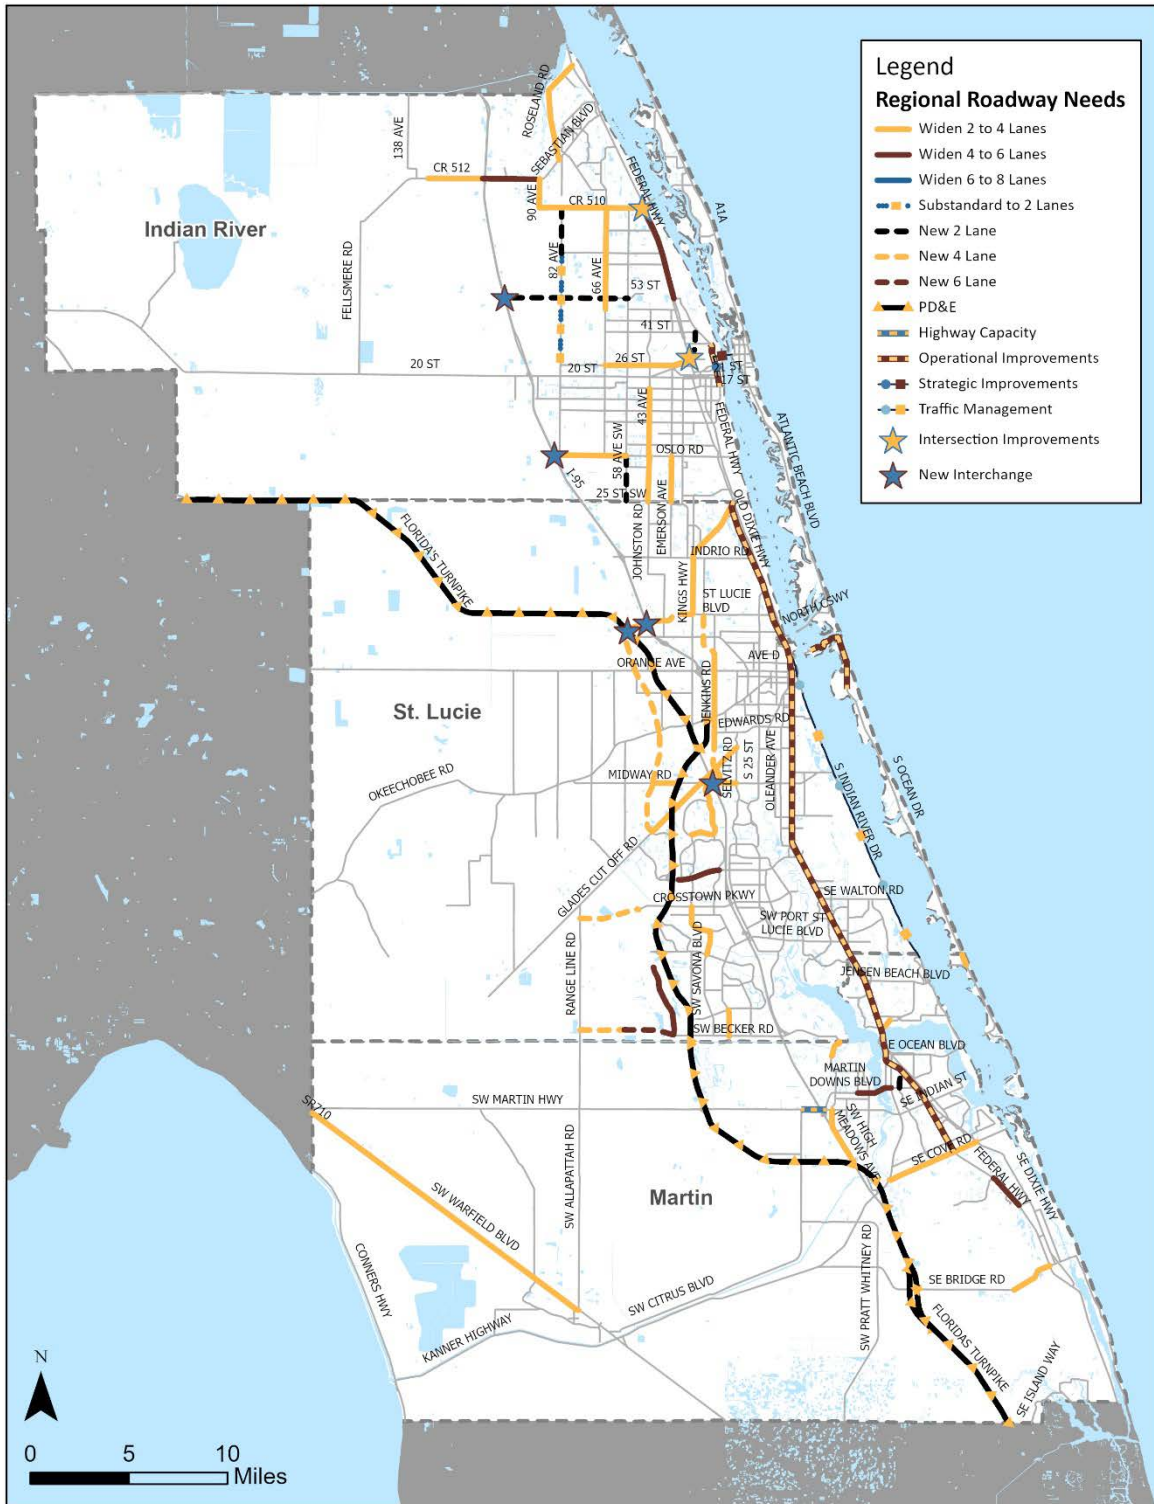 Legend
Regional Roadway Needs
Widen 2 to 4 Lanes
Widen 4 to 6 Lanes
Widen 6 to 8 Lanes
Substandard to 2 Lanes
New 2 Lane
New 4 Lane
New 6 Lane
PD&E
Highway Capacity
Operational Improvements
Strategic Improvements
Traffic Management
Intersection Improvements
New Interchange
ROSELAND RD
138 AVE
SEBASTIAN BLVD
CR 512
FEDERAL HWY
A1A
90 AVE
CR 510
Indian River
82 AVE
66 AVE
FELLSMERE RD
53 ST
41 ST
26 ST
20 ST
20 ST
17 ST
43 AVE
FEDERAL HWY
ATLANTIC BEACH BLVD
58 AVE SW
OSLO RD
I-95
25 ST SW
EMERSON AVE
OLD DIXIE HWY
FLORIDA'S TURNPIKE
JOHNSTON RD
INDRIO RD
KINGS HWY
ST LUCIE
BLVD
NORTH CSWY
AVE D
ORANGE AVE
JENKINS RD
St. Lucie
EDWARDS RD
SELVITZ RD
S 25 ST
OLEANDER AVE
S OCEAN DR
MIDWAY RD
OKEECHOBEE RD
S INDIAN RIVER DR
GLADES CUT OFF RD
CROSSTOWN PKWY
SE WALTON RD
SW PORT ST
LUCIE BLVD
SW SAVONA BLVD
RANGE LINE RD
JENSEN BEACH BLVD
SW BECKER RD
SE OCEAN BLVD
MARTIN
DOWNS BLVD
SE INDIAN ST
SR710
SW MARTIN HWY
SW HIGH
MEADOWS AVE
SE COVE RD
FEDERAL HWY
SE DIXIE HWY
SW ALLAPATTAH RD
SW WARFIELD BLVD
Martin
CONNERS HWY
SW PRATT WHITNEY RD
SW CITRUS BLVD
SE BRIDGE RD
KANNER HIGHWAY
FLORIDAS TURNPIKE
SE ISLAND WAY
N
0 5 10
Miles